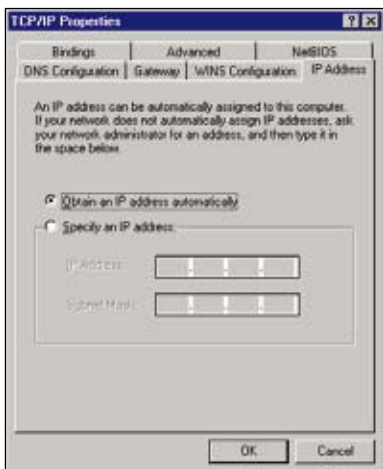 TCP/IP Properties
Bindings Advanced NetBIOS
DNS Configuration Gateway WINS Configuration IP Address
An IP address can be automatically assigned to this computer.
If your network does not automatically assign IP addresses, ask
your network administrator for an address, and then type it in
the space below.
Obtain an IP address automatically
Specify an IP address:
IP Address:
Subnet Mask:
OK Cancel